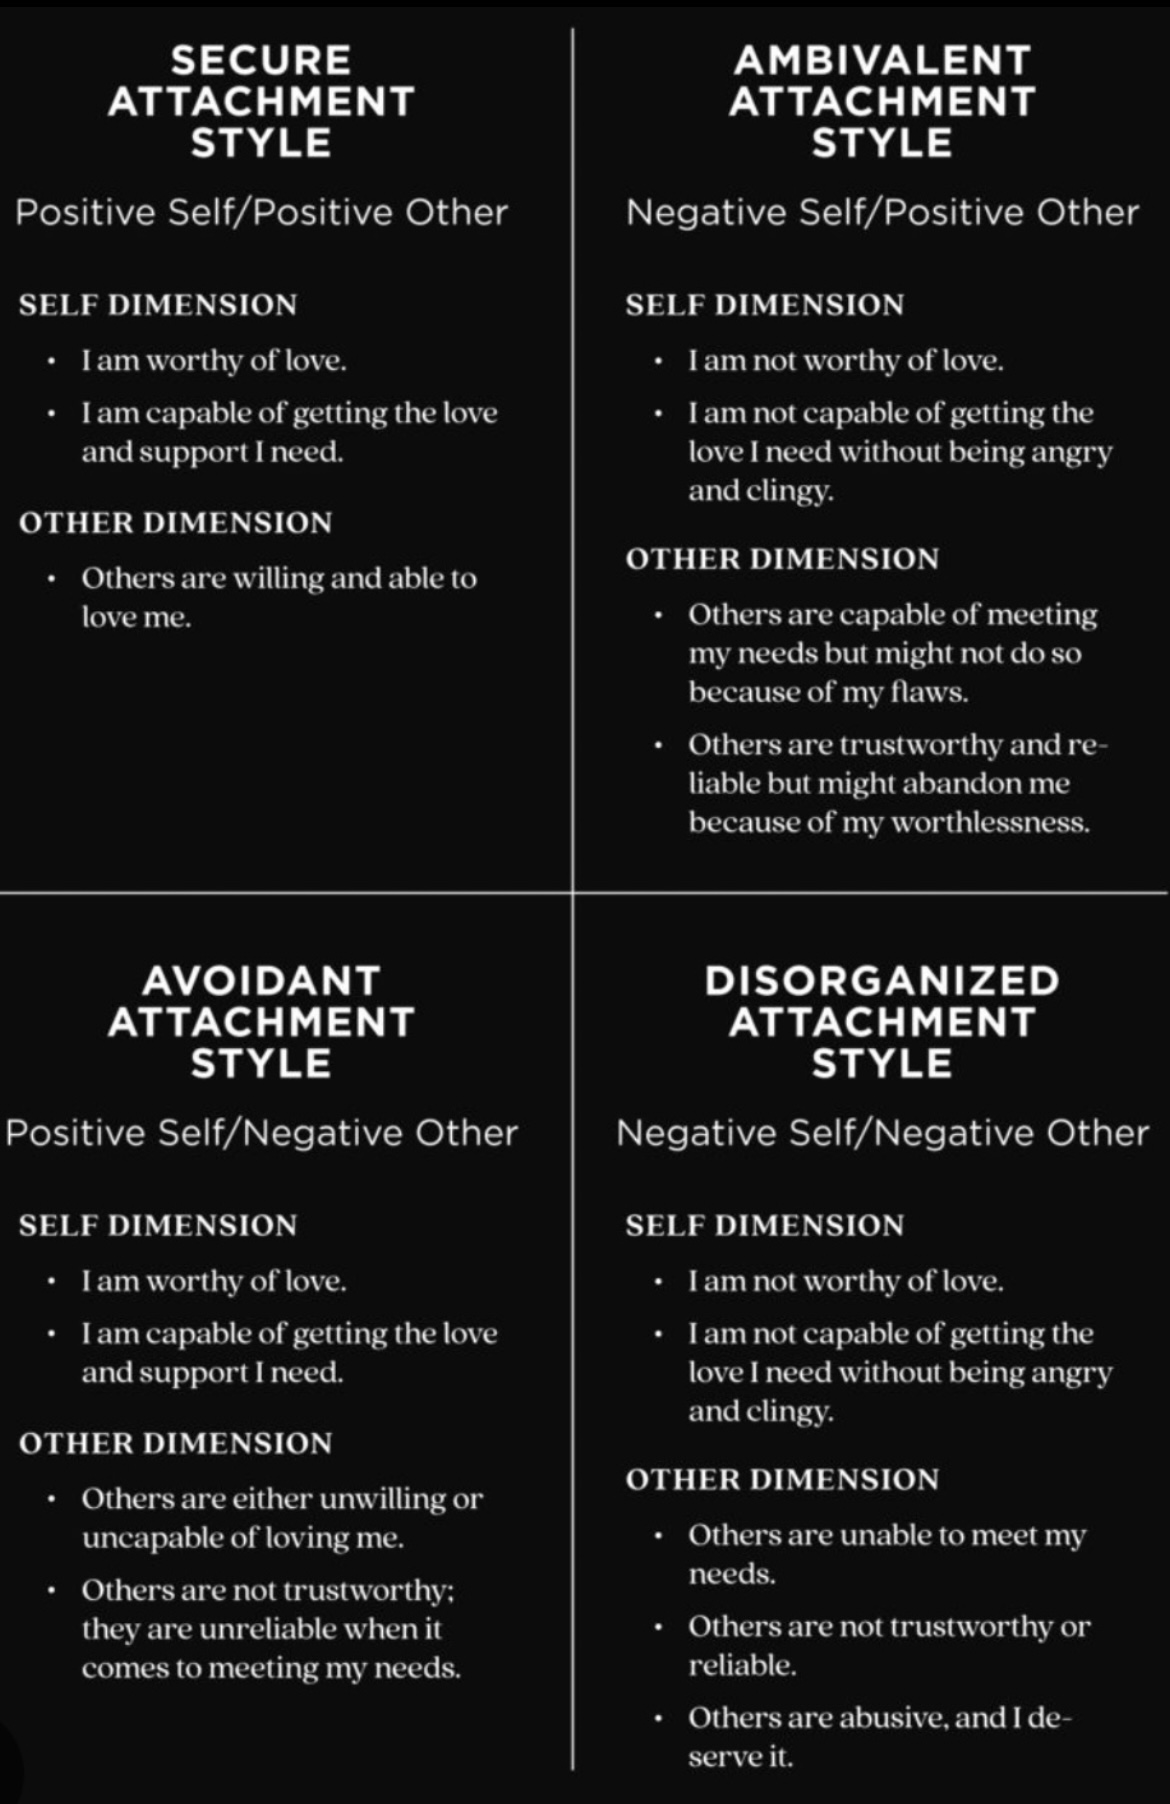 SECURE
ATTACHMENT
STYLE
Positive Self/Positive Other
SELF DIMENSION
• I am worthy of love.
• I am capable of getting the love
and support I need.
OTHER DIMENSION
• Others are willing and able to
love me.
AMBIVALENT
ATTACHMENT
STYLE
Negative Self/Positive Other
SELF DIMENSION
• I am not worthy of love.
• I am not capable of getting the
love I need without being angry
and clingy.
OTHER DIMENSION
• Others are capable of meeting
my needs but might not do so
because of my flaws.
• Others are trustworthy and re-
liable but might abandon me
because of my worthlessness.
AVOIDANT
ATTACHMENT
STYLE
Positive Self/Negative Other
SELF DIMENSION
• I am worthy of love.
• I am capable of getting the love
and support I need.
OTHER DIMENSION
• Others are either unwilling or
uncapable of loving me.
• Others are not trustworthy;
they are unreliable when it
comes to meeting my needs.
DISORGANIZED
ATTACHMENT
STYLE
Negative Self/Negative Other
SELF DIMENSION
• I am not worthy of love.
• I am not capable of getting the
love I need without being angry
and clingy.
OTHER DIMENSION
• Others are unable to meet my
needs.
• Others are not trustworthy or
reliable.
• Others are abusive, and I de-
serve it.